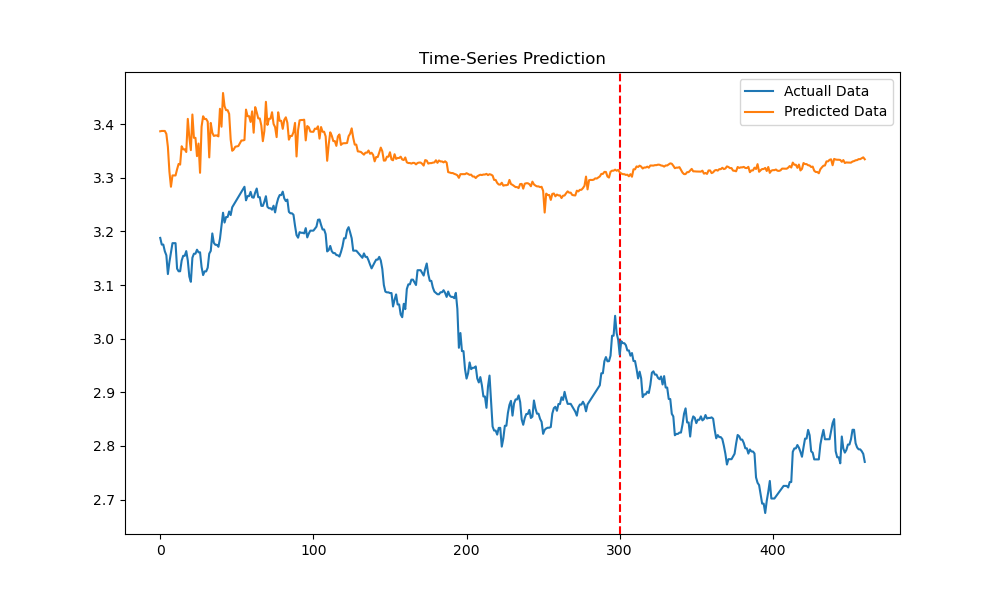 Time-Series Prediction
Actuall Data
Predicted Data
3.4
3.3
3.2
3.1
3.0
2.9
2.8
2.7
0 100 200 300 400